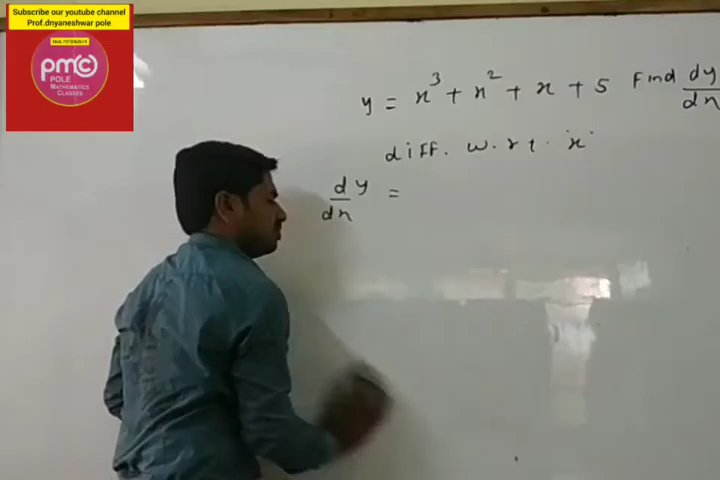 Subscribe our youtube channel
Prof.dnyaneshwar pole
pmc
POLE
MATHEMATICS
CLASSES
y = x³ + x² + x + 5 Find dy/dx
diff. w.r.t. 'x'
dy/dx =